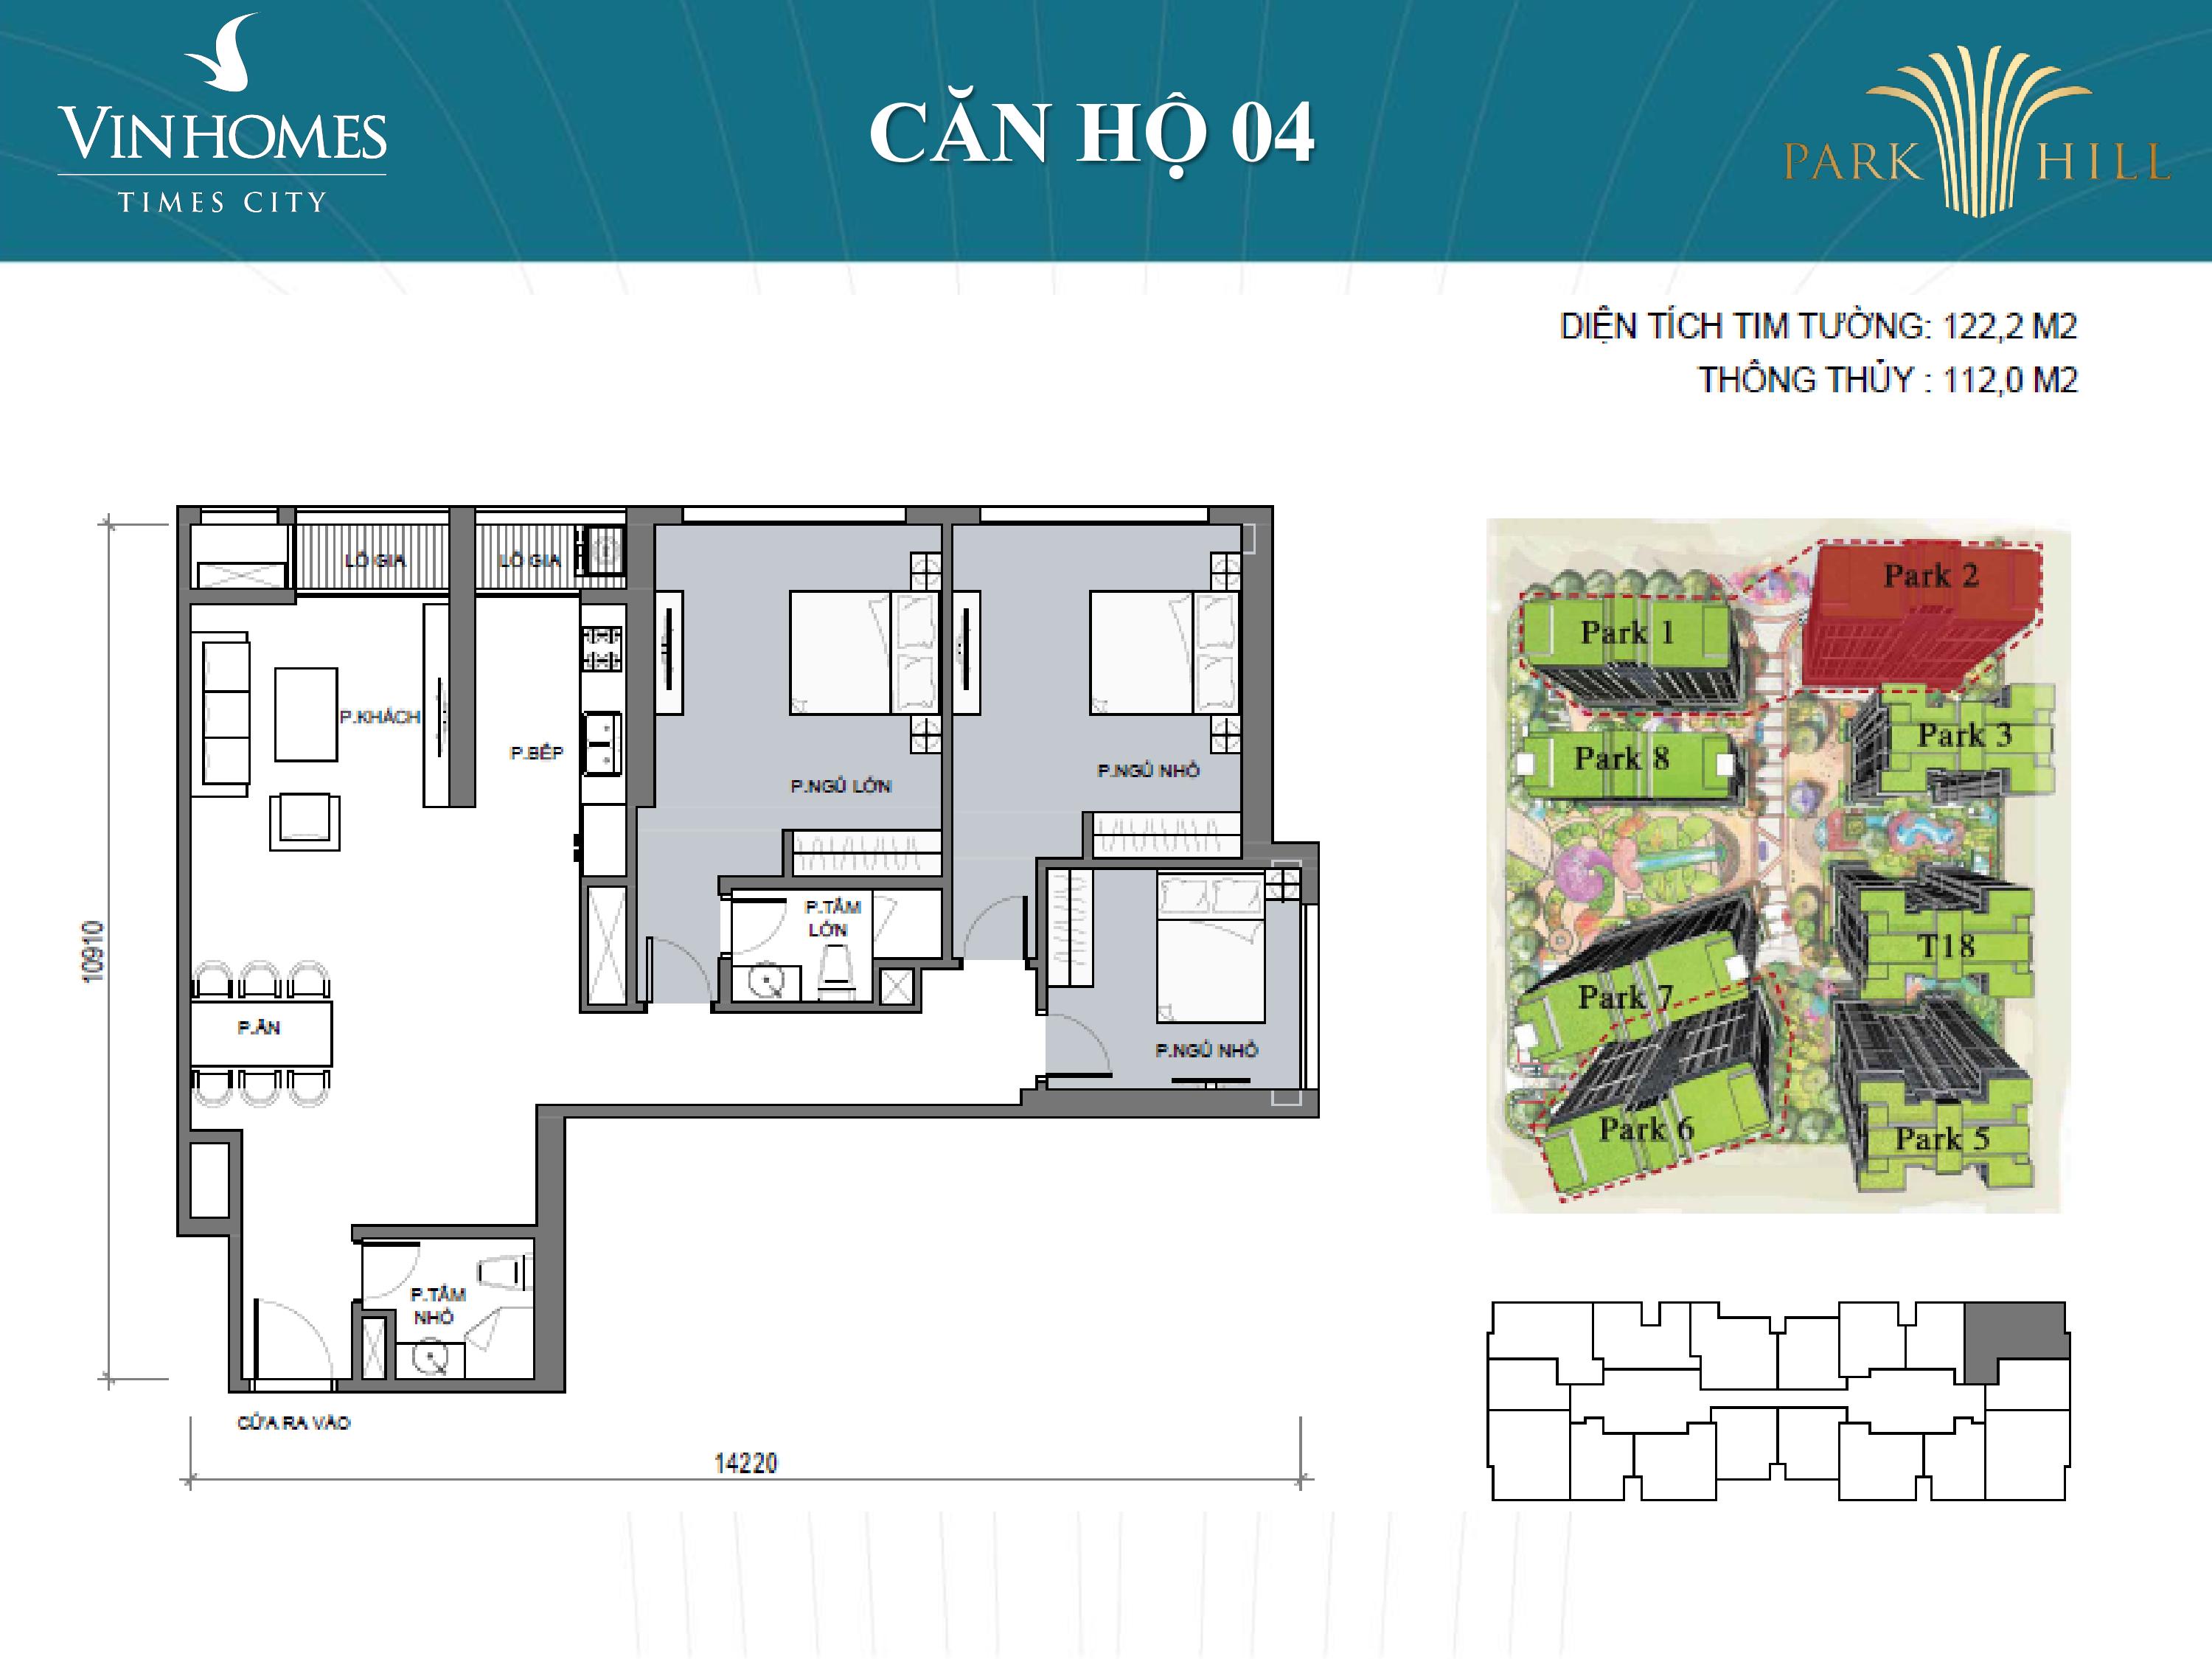 VINHOMES
TIMES CITY
CĂN HỘ 04
PARK HILL
DIỆN TÍCH TIM TƯỜNG: 122,2 M2
THÔNG THỦY : 112,0 M2
LÔ GIA
LÔ GIA
P.KHÁCH
P.BẾP
P.NGỦ LỚN
P.NGỦ NHỎ
P.TẮM
LỚN
P.ĂN
P.NGỦ NHỎ
P.TẮM
NHỎ
CỬA RA VÀO
10910
14220
Park 2
Park 1
Park 3
Park 8
T18
Park 7
Park 6
Park 5